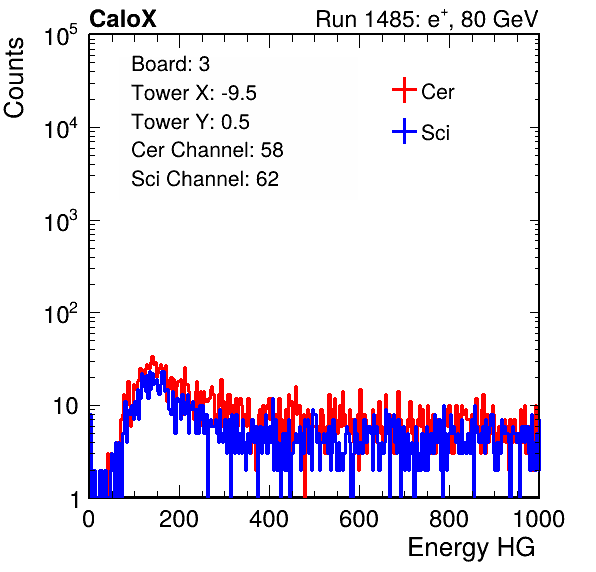 CaloX Run 1485: e⁺, 80 GeV
Counts
10⁵
10⁴
10³
10²
10
1
Board: 3
Tower X: -9.5
Tower Y: 0.5
Cer Channel: 58
Sci Channel: 62
Cer
Sci
0 200 400 600 800 1000
Energy HG